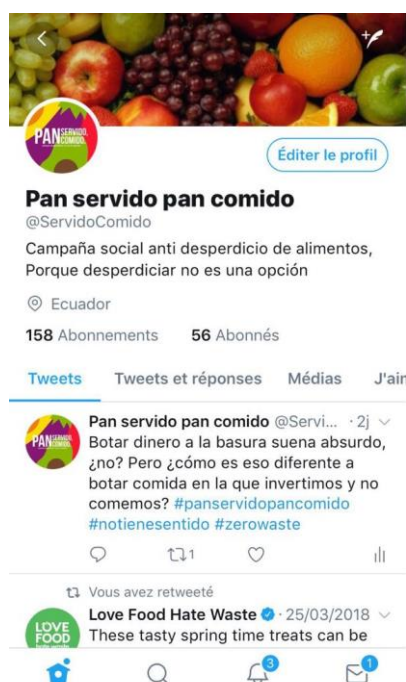 PAN SERVIDO,
COMIDO.
Éditer le profil
Pan servido pan comido
@ServidoComido
Campaña social anti desperdicio de alimentos,
Porque desperdiciar no es una opción
Ecuador
158 Abonnements 56 Abonnés
Tweets Tweets et réponses Médias J'aim
Pan servido pan comido @Servi... · 2j
PAN SERVIDO,
COMIDO.
Botar dinero a la basura suena absurdo,
¿no? Pero ¿cómo es eso diferente a
botar comida en la que invertimos y no
comemos? #panservidopancomido
#notienesentido #zerowaste
1
Vous avez retweeté
Love Food Hate Waste · 25/03/2018
LOVE
FOOD
These tasty spring time treats can be
3
1